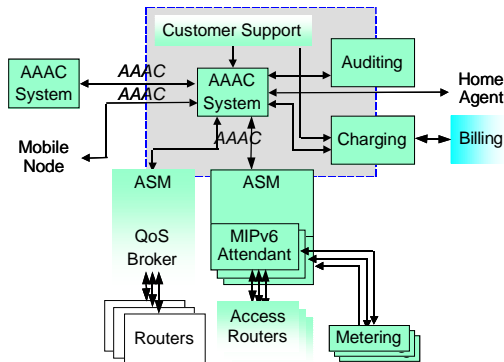 Customer Support
AAAC
System
AAAC
AAAC
AAAC
System
Auditing
Home
Agent
Mobile
Node
AAAC
Charging
Billing
ASM
QoS
Broker
ASM
MIPv6
Attendant
Routers
Access
Routers
Metering